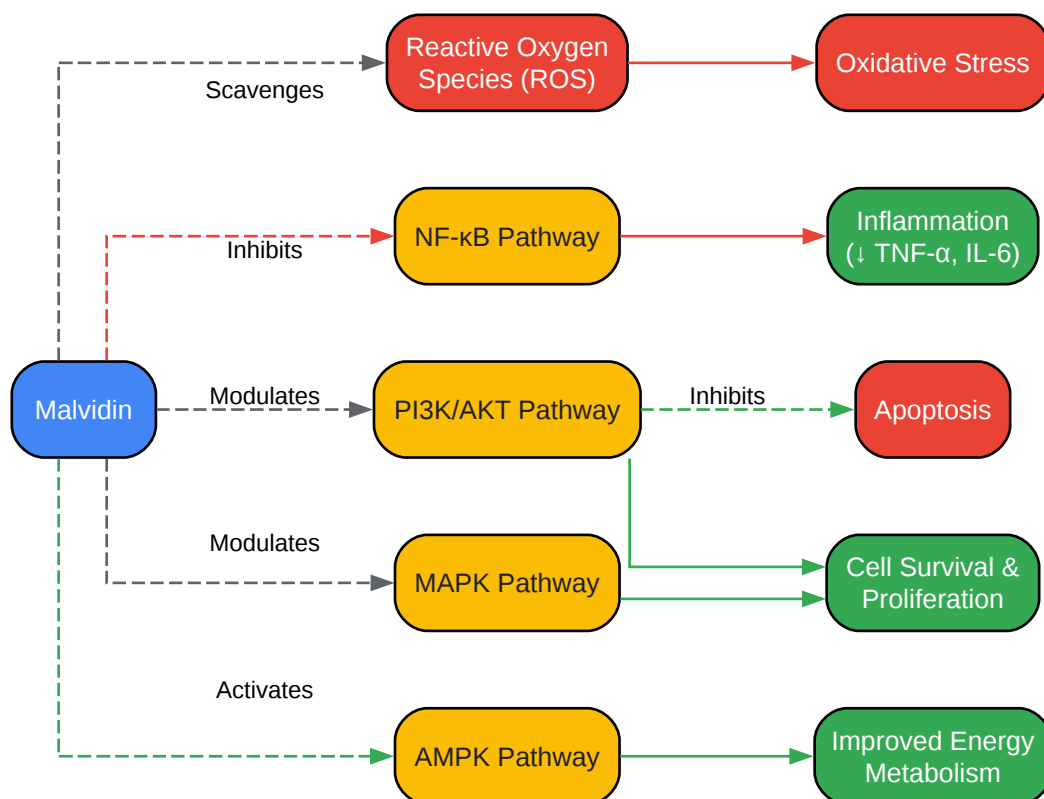 Reactive Oxygen
Species (ROS)
Oxidative Stress
Scavenges
NF-κB Pathway
Inflammation
(↓ TNF-α, IL-6)
Inhibits
Malvidin
Modulates
PI3K/AKT Pathway
Inhibits
Apoptosis
Modulates
MAPK Pathway
Cell Survival &
Proliferation
Activates
AMPK Pathway
Improved Energy
Metabolism